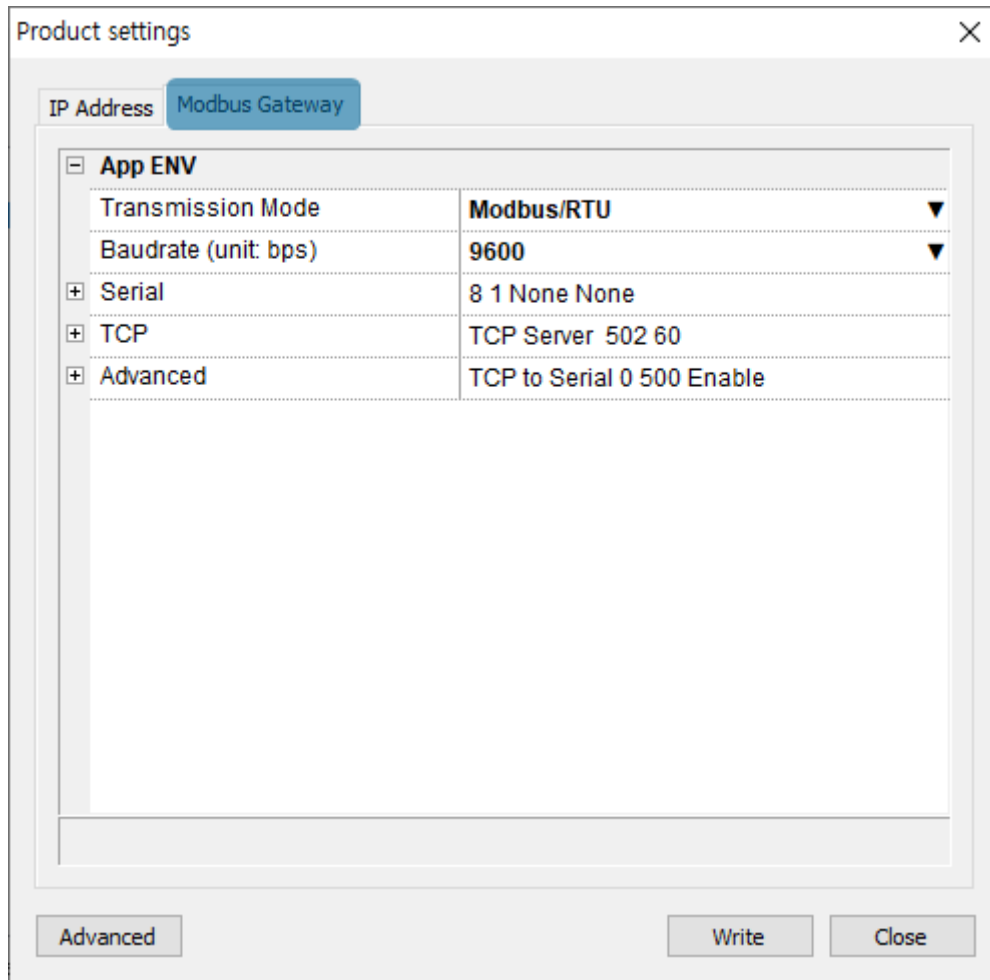 Product settings
IP Address Modbus Gateway
App ENV
Transmission Mode Modbus/RTU
Baudrate (unit: bps) 9600
Serial 8 1 None None
TCP TCP Server 502 60
Advanced TCP to Serial 0 500 Enable
Advanced Write Close